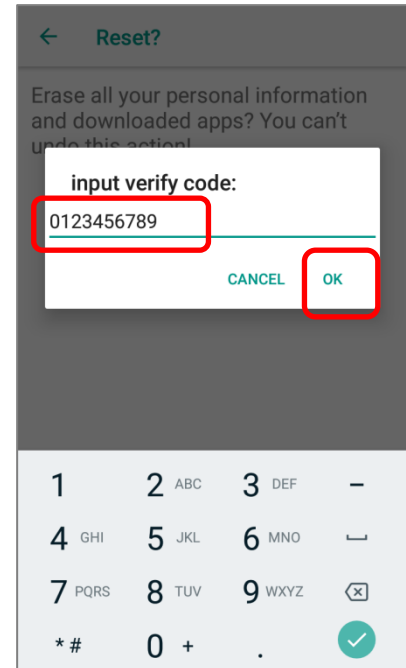 Reset?
Erase all your personal information
and downloaded apps? You can't
undo this action!
input verify code:
0123456789
CANCEL OK
1 2 ABC 3 DEF –
4 GHI 5 JKL 6 MNO
7 PQRS 8 TUV 9 WXYZ
* # 0 + .